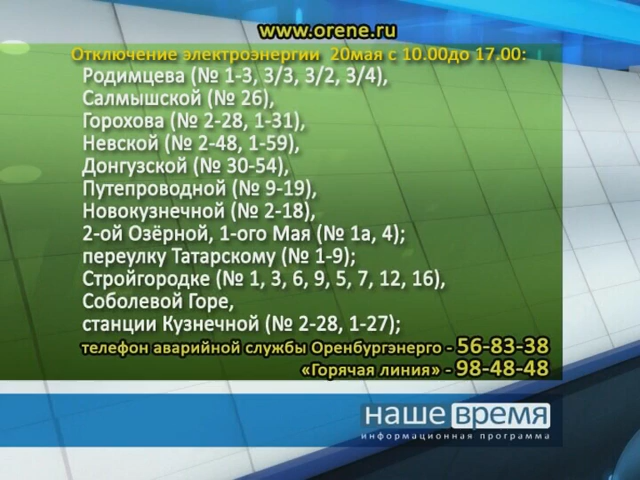 www.orene.ru
Отключение электроэнергии 20мая с 10.00до 17.00:
Родимцева (№ 1-3, 3/3, 3/2, 3/4),
Салмышской (№ 26),
Горохова (№ 2-28, 1-31),
Невской (№ 2-48, 1-59),
Донгузской (№ 30-54),
Путепроводной (№ 9-19),
Новокузнечной (№ 2-18),
2-ой Озёрной, 1-ого Мая (№ 1а, 4);
переулку Татарскому (№ 1-9);
Стройгородке (№ 1, 3, 6, 9, 5, 7, 12, 16),
Соболевой Горе,
станции Кузнечной (№ 2-28, 1-27);
телефон аварийной службы Оренбургэнерго - 56-83-38
«Горячая линия» - 98-48-48
наше время
информационная программа